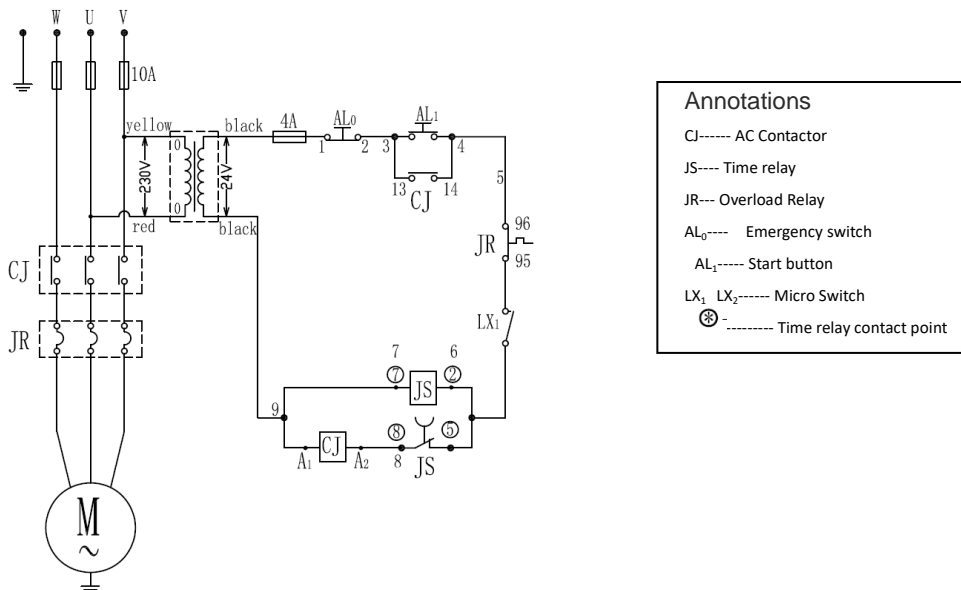 W U V
10A
yellow
0
230V
0
red
black
24V
black
4A
1 AL₀ 2
3 AL₁ 4
13 14
CJ
5
96
JR
95
LX₁
7 6
⑦ JS ②
9
⑧ ⑤
A₁ CJ A₂ 8 JS
CJ
JR
M
~
Annotations
CJ------ AC Contactor
JS---- Time relay
JR--- Overload Relay
AL₀---- Emergency switch
AL₁----- Start button
LX₁ LX₂------ Micro Switch
⊛ - --------- Time relay contact point